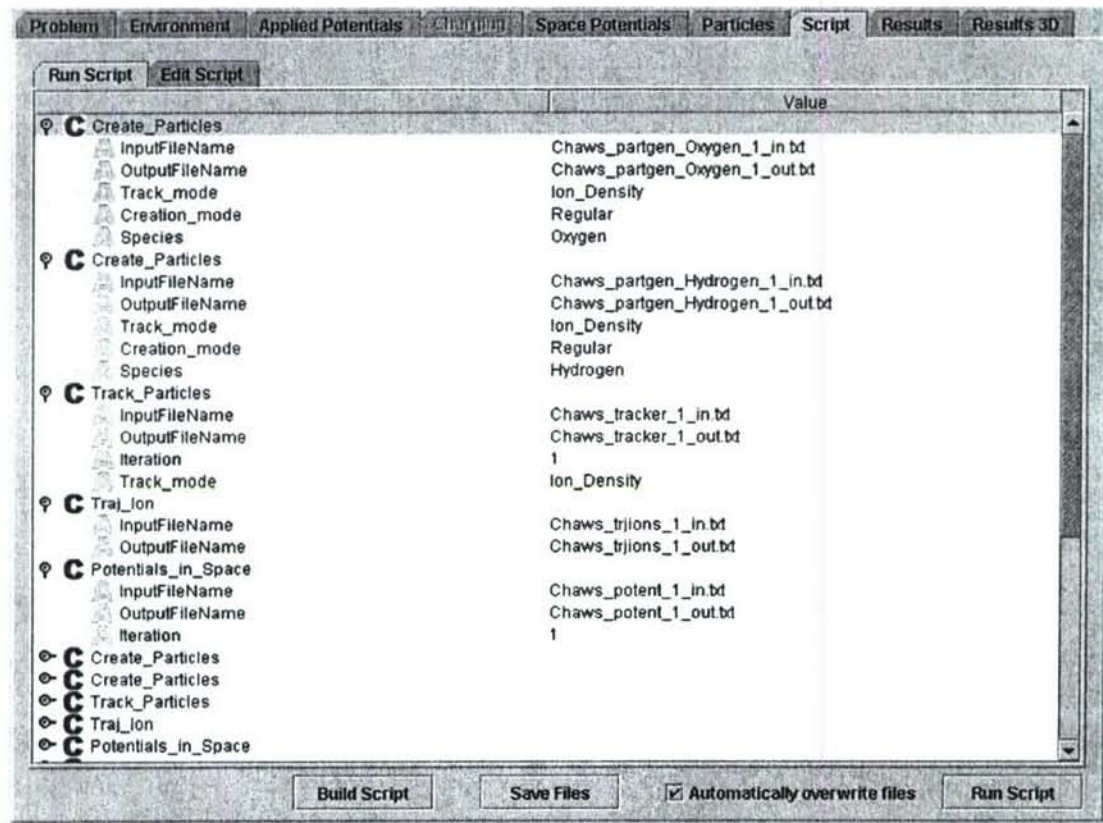 Problem Environment Applied Potentials Charging Space Potentials Particles Script Results Results 3D
Run Script Edit Script
Value
C Create_Particles
InputFileName Chaws_partgen_Oxygen_1_in.txt
OutputFileName Chaws_partgen_Oxygen_1_out.txt
Track_mode Ion_Density
Creation_mode Regular
Species Oxygen
C Create_Particles
InputFileName Chaws_partgen_Hydrogen_1_in.txt
OutputFileName Chaws_partgen_Hydrogen_1_out.txt
Track_mode Ion_Density
Creation_mode Regular
Species Hydrogen
C Track_Particles
InputFileName Chaws_tracker_1_in.txt
OutputFileName Chaws_tracker_1_out.txt
Iteration 1
Track_mode Ion_Density
C Traj_Ion
InputFileName Chaws_trjions_1_in.txt
OutputFileName Chaws_trjions_1_out.txt
C Potentials_in_Space
InputFileName Chaws_potent_1_in.txt
OutputFileName Chaws_potent_1_out.txt
Iteration 1
C Create_Particles
C Create_Particles
C Track_Particles
C Traj_Ion
C Potentials_in_Space
Build Script Save Files Automatically overwrite files Run Script